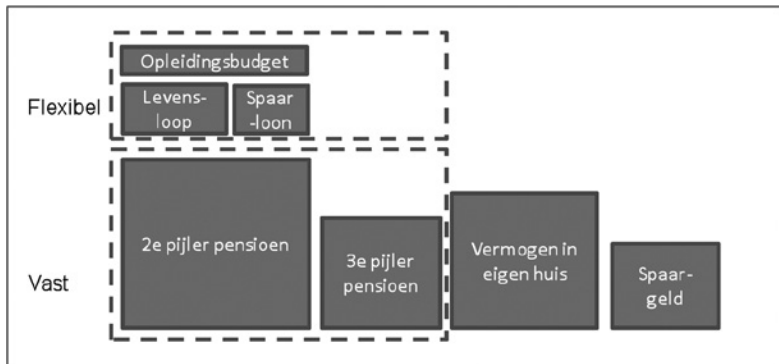 Opleidingsbudget
Flexibel
Levens-
loop
Spaar
-loon
2e pijler pensioen
3e pijler
pensioen
Vermogen in
eigen huis
Spaar-
geld
Vast